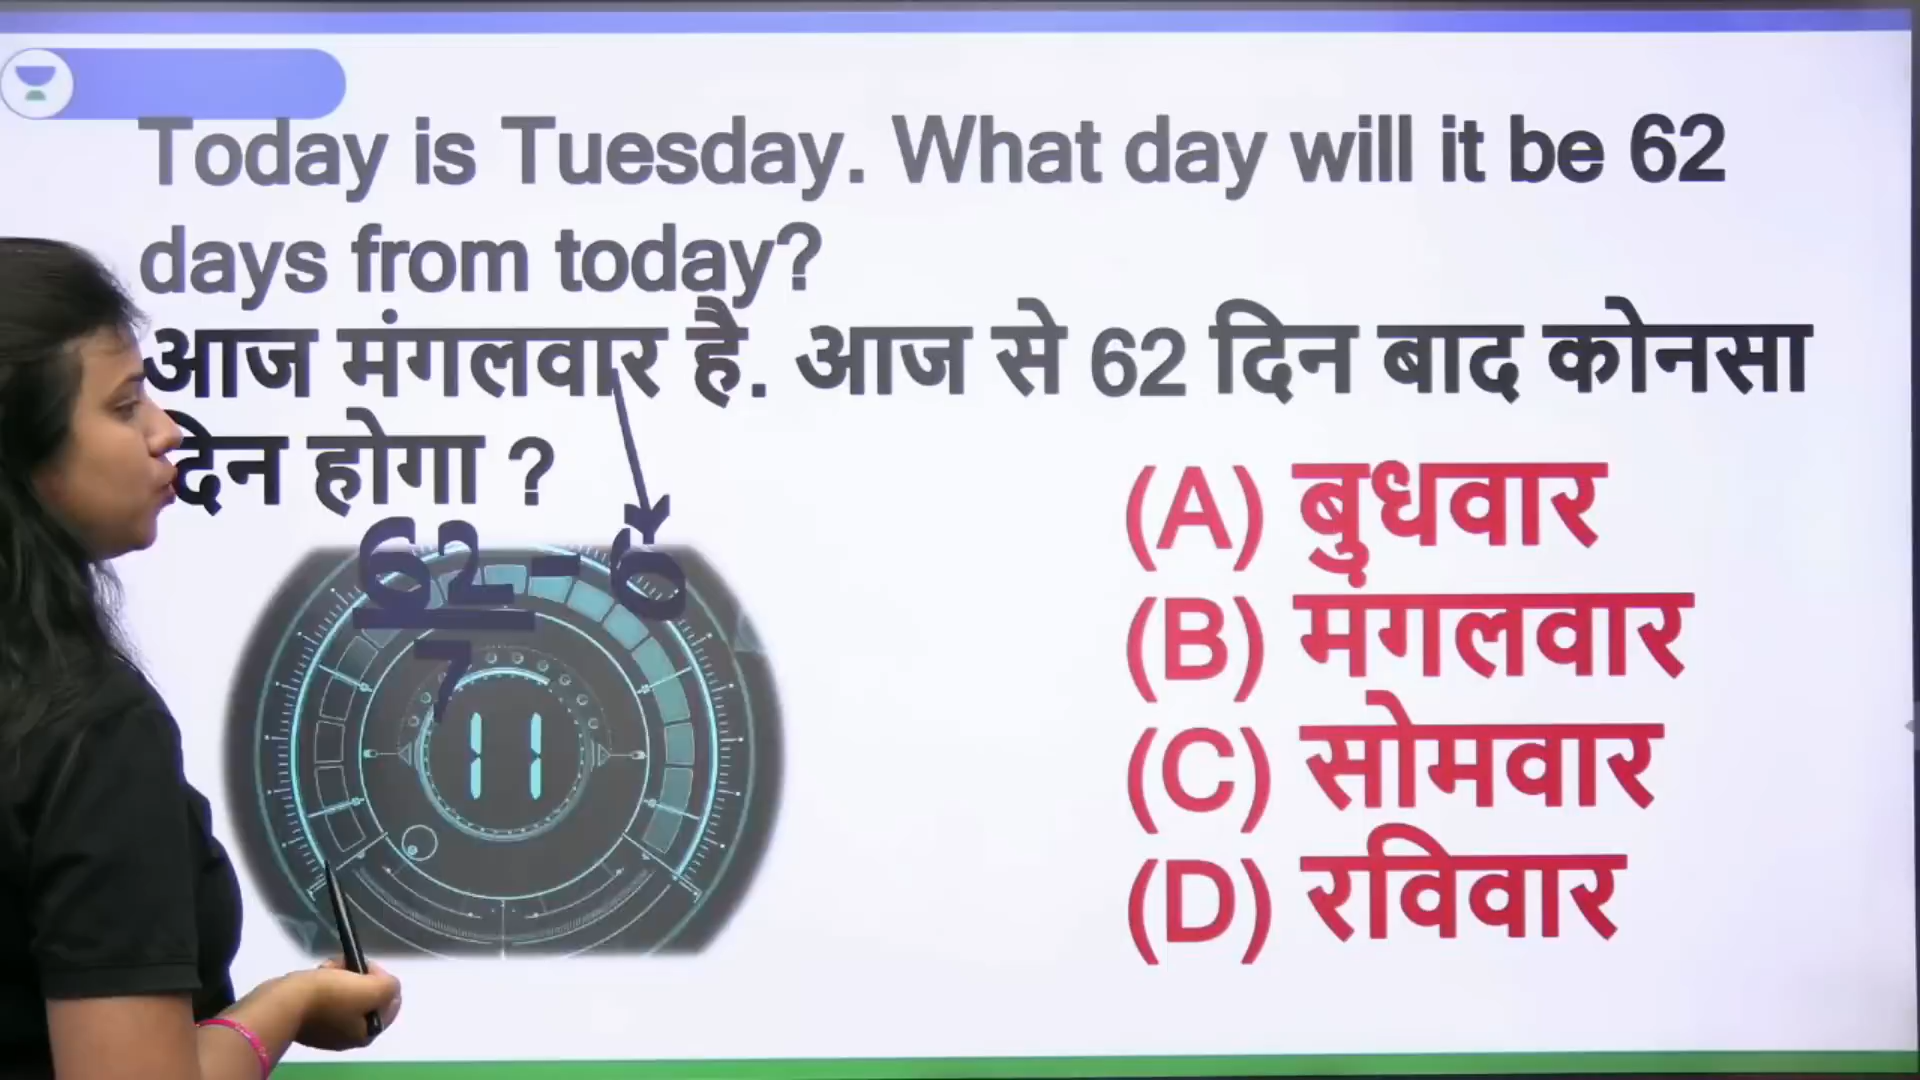 Today is Tuesday. What day will it be 62
days from today?
आज मंगलवार है. आज से 62 दिन बाद कोनसा
दिन होगा ?
62 - 6
7
11
(A) बुधवार
(B) मंगलवार
(C) सोमवार
(D) रविवार